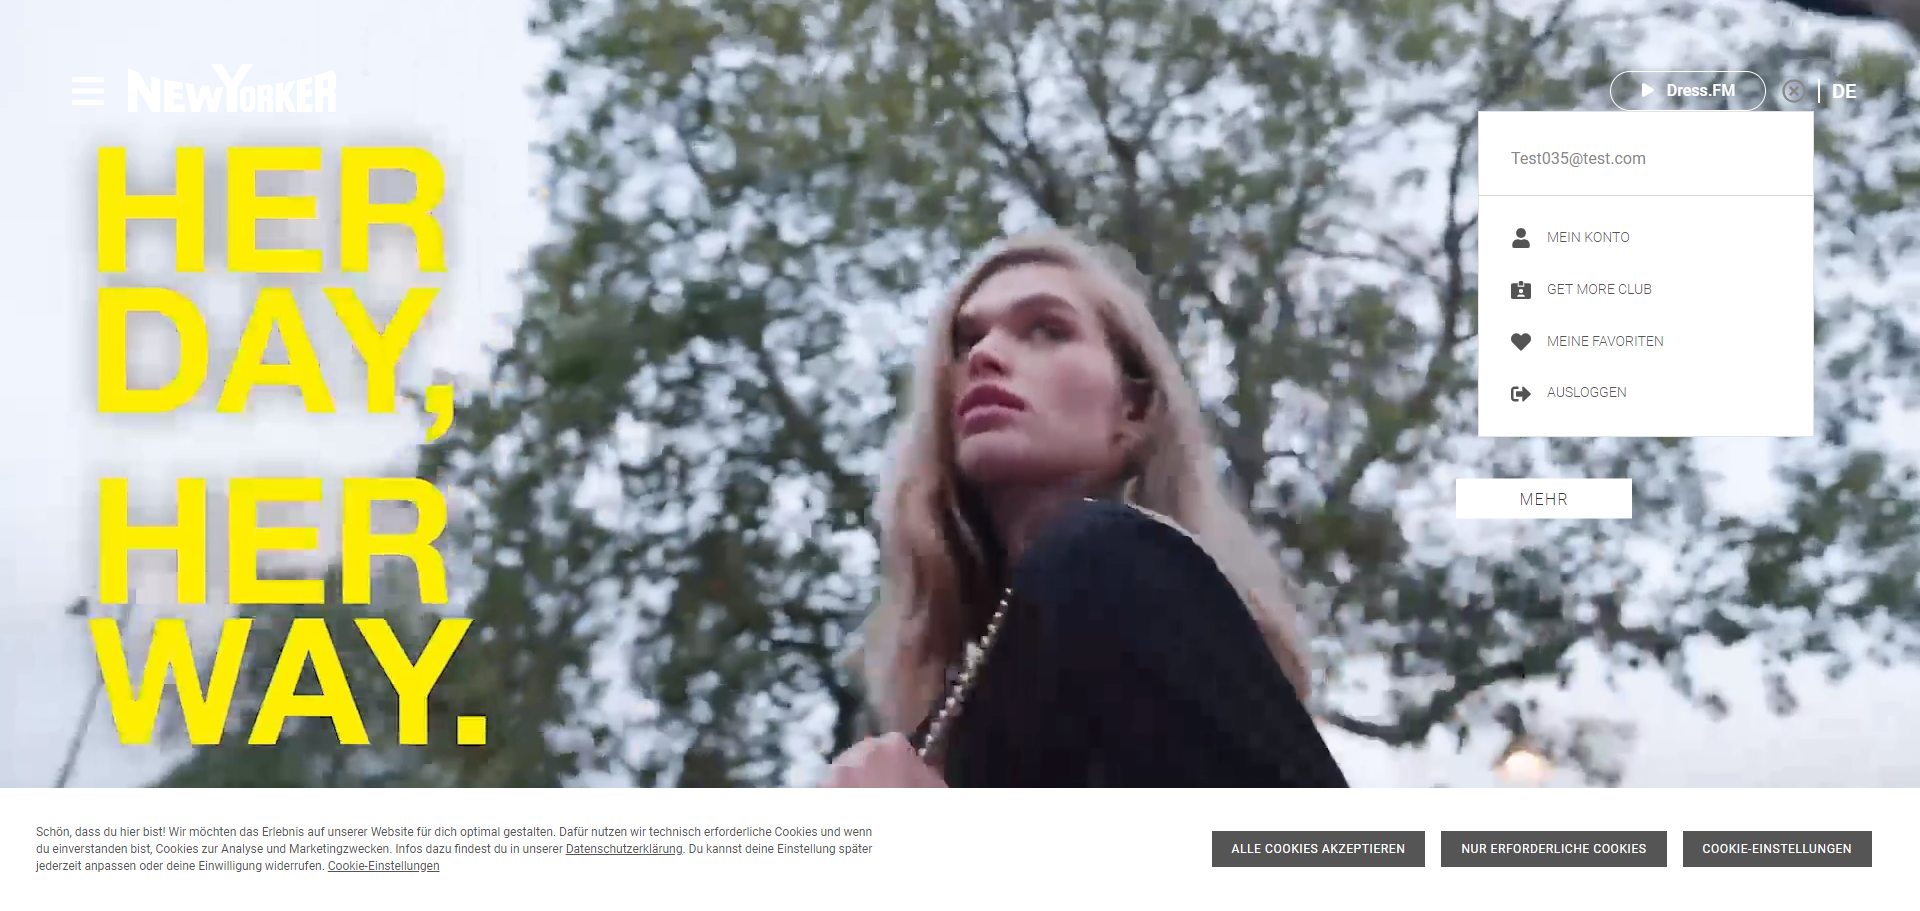 NEWYORKER
Dress.FM
DE
HER
DAY,
HER
WAY.
Test035@test.com
MEIN KONTO
GET MORE CLUB
MEINE FAVORITEN
AUSLOGGEN
MEHR
Schön, dass du hier bist! Wir möchten das Erlebnis auf unserer Website für dich optimal gestalten. Dafür nutzen wir technisch erforderliche Cookies und wenn
du einverstanden bist, Cookies zur Analyse und Marketingzwecken. Infos dazu findest du in unserer Datenschutzerklärung. Du kannst deine Einstellung später
jederzeit anpassen oder deine Einwilligung widerrufen. Cookie-Einstellungen
ALLE COOKIES AKZEPTIEREN
NUR ERFORDERLICHE COOKIES
COOKIE-EINSTELLUNGEN